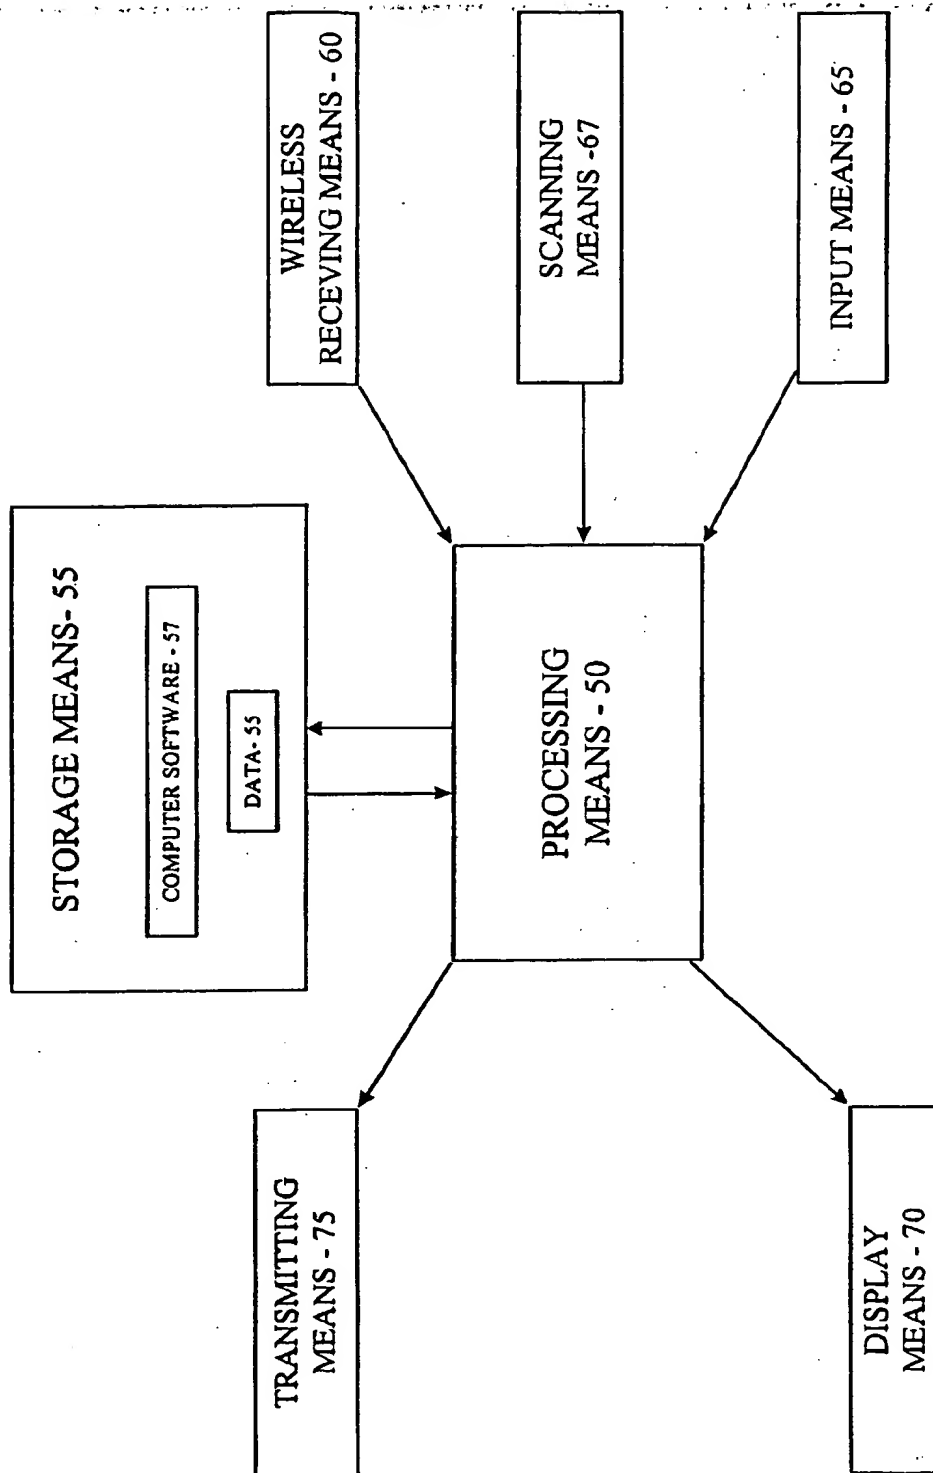 STORAGE MEANS- 55
COMPUTER SOFTWARE - 57
DATA- 55
TRANSMITTING
MEANS - 75
WIRELESS
RECEVING MEANS - 60
PROCESSING
MEANS - 50
SCANNING
MEANS -67
DISPLAY
MEANS - 70
INPUT MEANS - 65